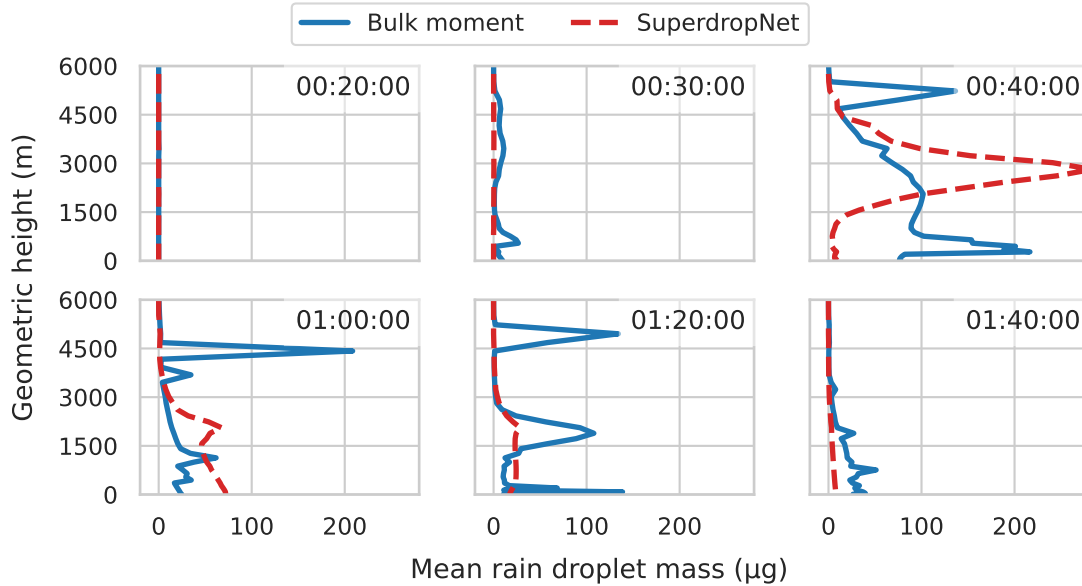 Bulk moment SuperdropNet
6000 00:20:00 00:30:00 00:40:00
4500
3000
1500
0
6000 01:00:00 01:20:00 01:40:00
4500
3000
1500
0
Geometric height (m)
0 100 200 0 100 200 0 100 200
Mean rain droplet mass (μg)